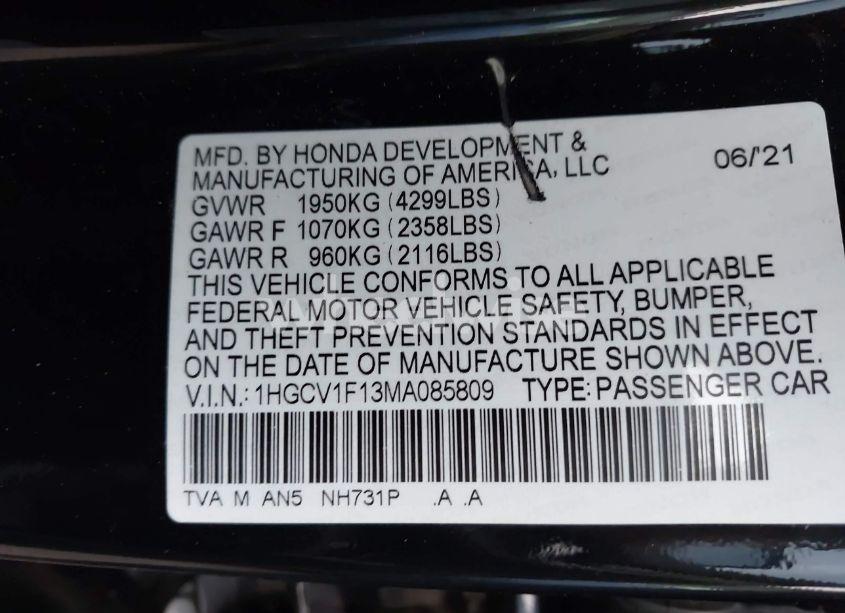 MFD. BY HONDA DEVELOPMENT &
MANUFACTURING OF AMERICA, LLC 06/'21
GVWR 1950KG (4299LBS)
GAWR F 1070KG (2358LBS)
GAWR R 960KG (2116LBS)
THIS VEHICLE CONFORMS TO ALL APPLICABLE
FEDERAL MOTOR VEHICLE SAFETY, BUMPER,
AND THEFT PREVENTION STANDARDS IN EFFECT
ON THE DATE OF MANUFACTURE SHOWN ABOVE.
V.I.N.: 1HGCV1F13MA085809 TYPE: PASSENGER CAR
TVA M AN5 NH731P .A .A